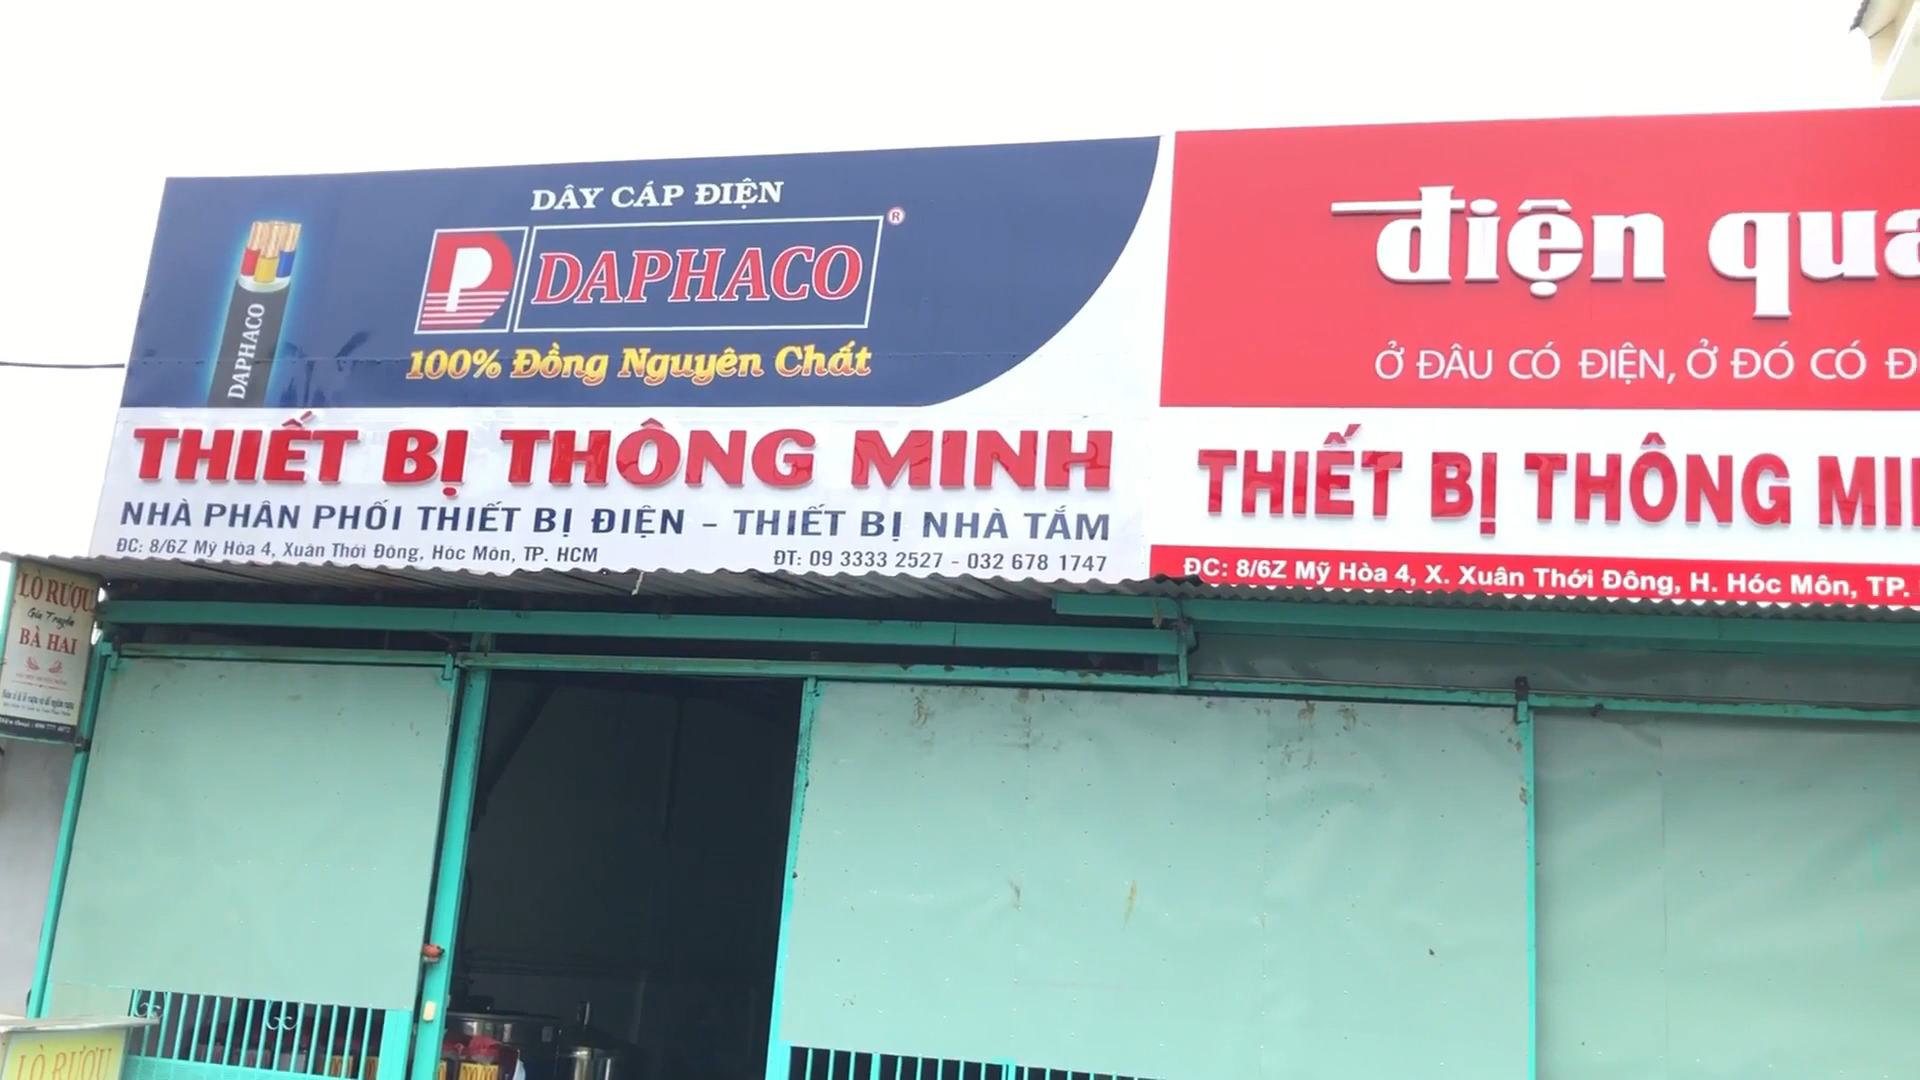 DÂY CÁP ĐIỆN
DAPHACO
DAPHACO
®
100% Đồng Nguyên Chất
THIẾT BỊ THÔNG MINH
NHÀ PHÂN PHỐI THIẾT BỊ ĐIỆN - THIẾT BỊ NHÀ TẮM
ĐC: 8/6Z Mỹ Hòa 4, Xuân Thới Đông, Hóc Môn, TP. HCM
ĐT: 09 3333 2527 - 032 678 1747
điện qua
Ở ĐÂU CÓ ĐIỆN, Ở ĐÓ CÓ Đ
THIẾT BỊ THÔNG MI
ĐC: 8/6Z Mỹ Hòa 4, X. Xuân Thới Đông, H. Hóc Môn, TP.
LÒ RƯỢU
Gia Truyền
BÀ HAI
LÒ RƯỢU